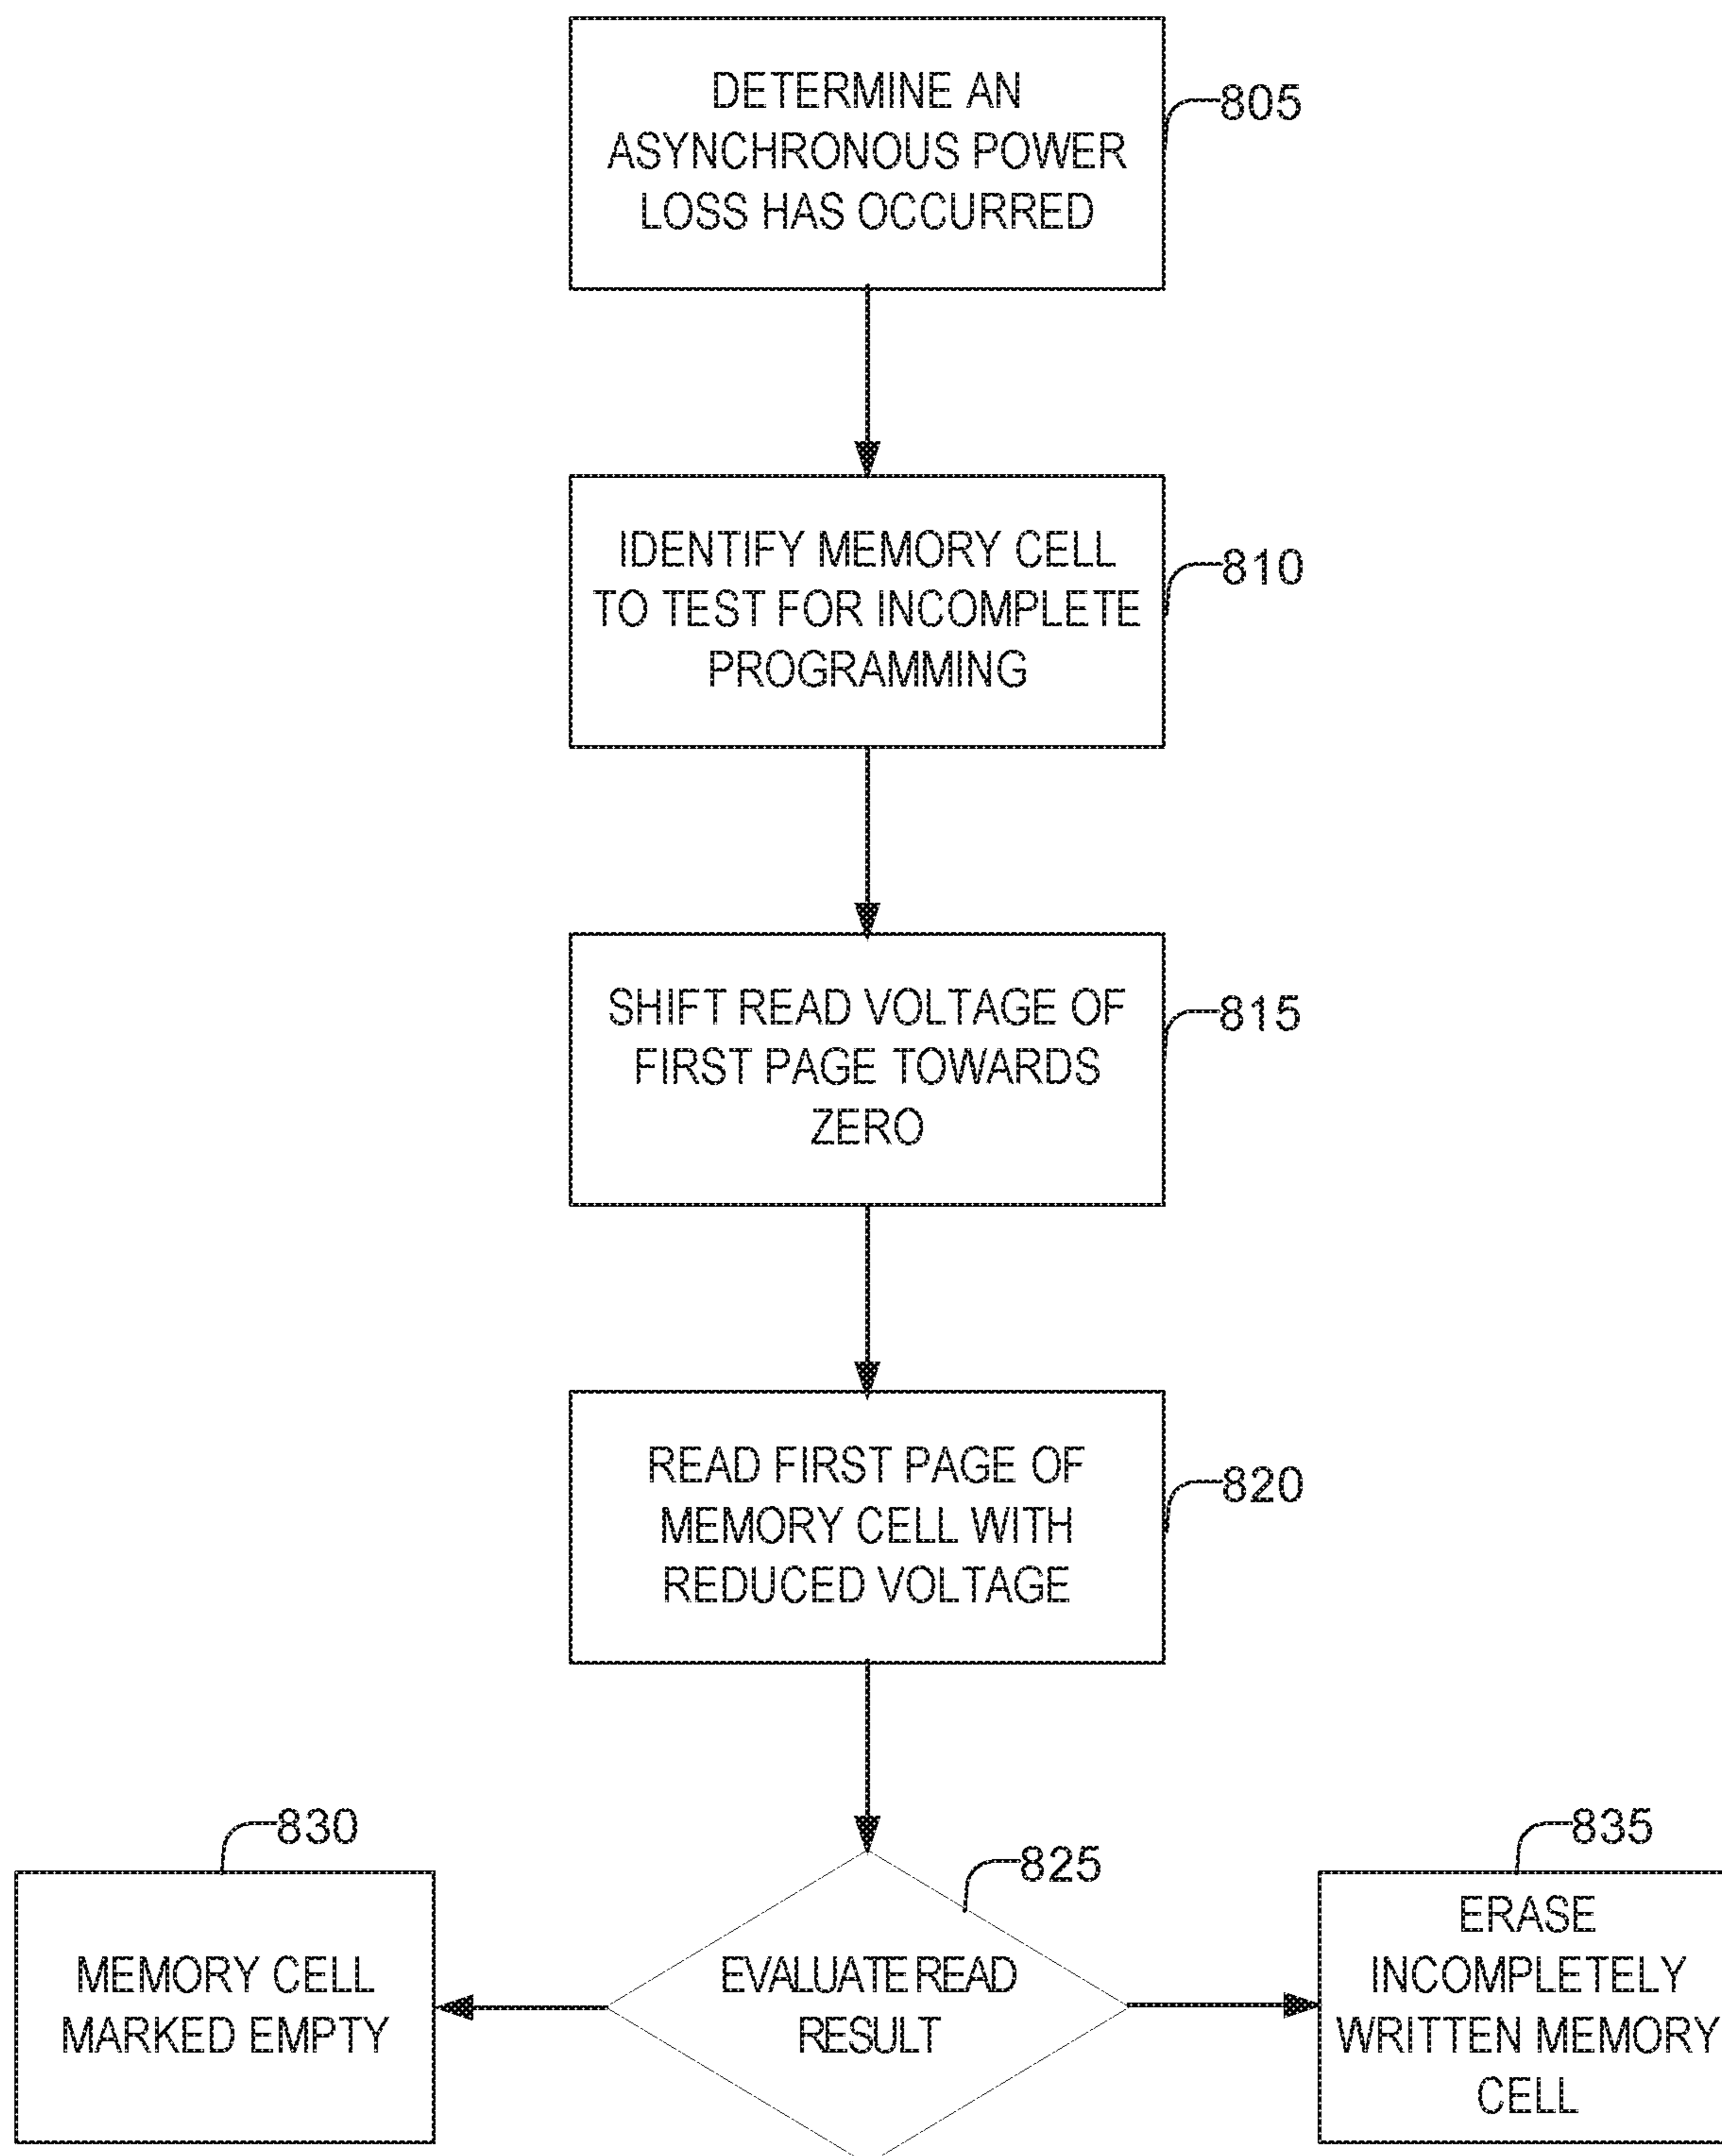 DETERMINE AN
ASYNCHRONOUS POWER
LOSS HAS OCCURRED
805
IDENTIFY MEMORY CELL
TO TEST FOR INCOMPLETE
PROGRAMMING
810
SHIFT READ VOLTAGE OF
FIRST PAGE TOWARDS
ZERO
815
READ FIRST PAGE OF
MEMORY CELL WITH
REDUCED VOLTAGE
820
830
MEMORY CELL
MARKED EMPTY
825
EVALUATE READ
RESULT
835
ERASE
INCOMPLETELY
WRITTEN MEMORY
CELL